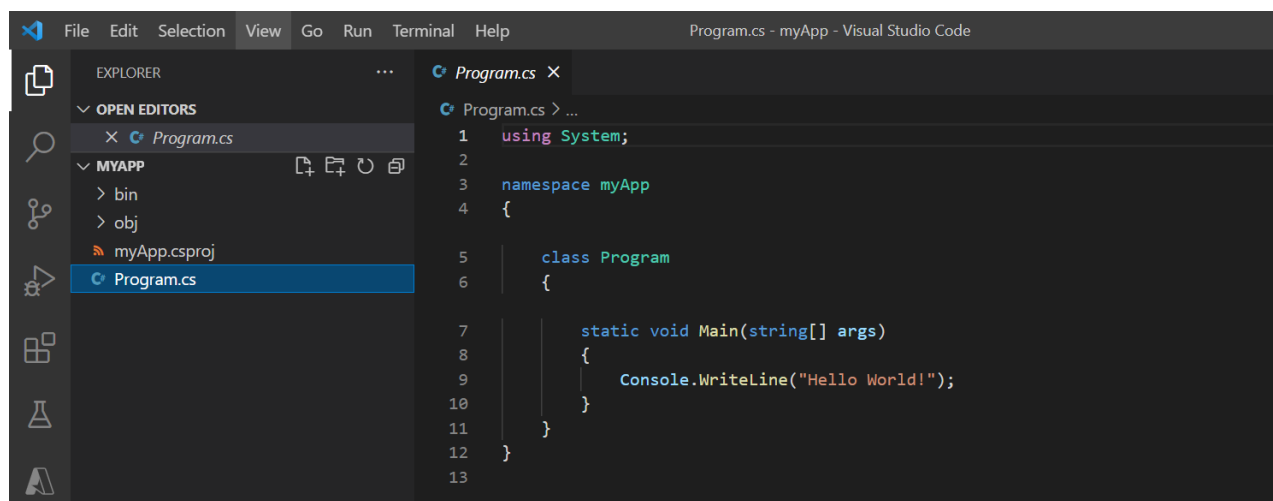 File Edit Selection View Go Run Terminal Help Program.cs - myApp - Visual Studio Code
EXPLORER ...
OPEN EDITORS
C# Program.cs
MYAPP
bin
obj
myApp.csproj
C# Program.cs
C# Program.cs
C# Program.cs > ...
1 using System;
2
3 namespace myApp
4 {
5 class Program
6 {
7 static void Main(string[] args)
8 {
9 Console.WriteLine("Hello World!");
10 }
11 }
12 }
13